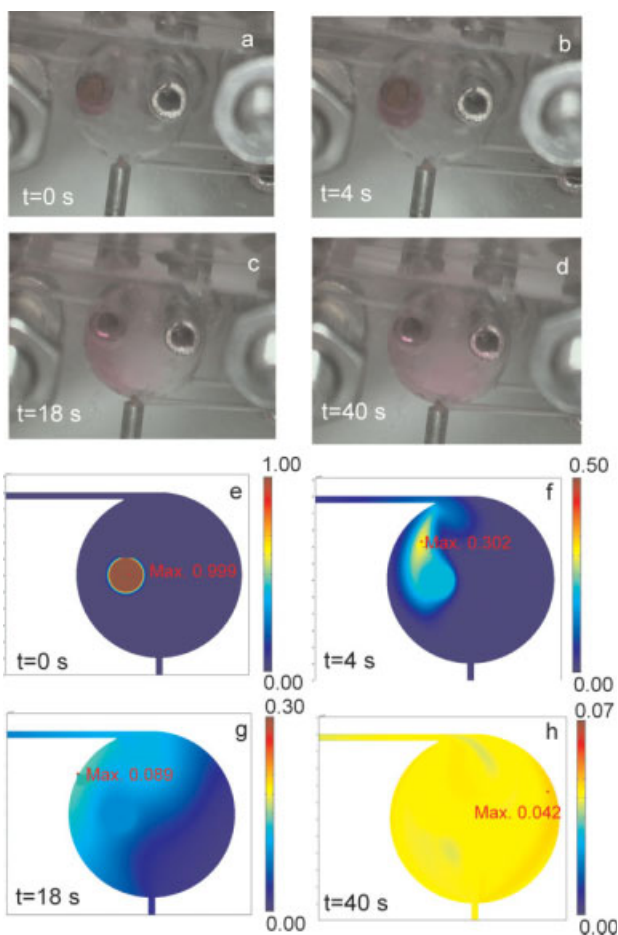 a
b
t=0 s
t=4 s
c
d
t=18 s
t=40 s
1.00
0.50
e
f
Max. 0.999
Max. 0.302
t=0 s
t=4 s
0.00
0.00
0.30
0.07
g
h
Max. 0.089
Max. 0.042
t=18 s
t=40 s
0.00
0.00